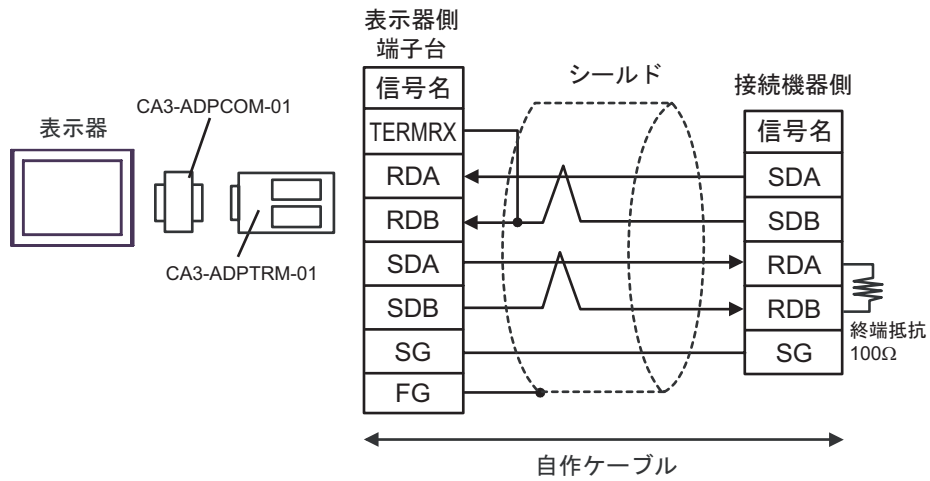 表示器
CA3-ADPCOM-01
CA3-ADPTRM-01
表示器側
端子台
信号名
TERMRX
RDA
RDB
SDA
SDB
SG
FG
シールド
接続機器側
信号名
SDA
SDB
RDA
RDB
SG
終端抵抗
100Ω
自作ケーブル